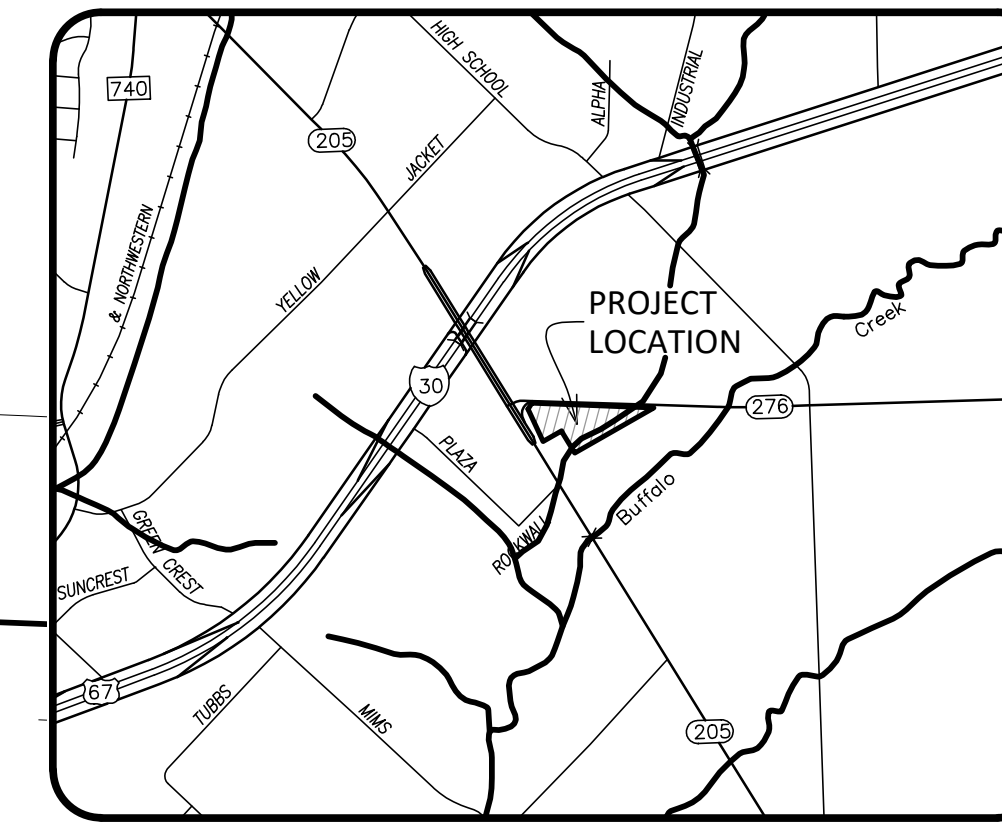 HIGH SCHOOL
740
ALPHA
INDUSTRIAL
205
JACKET
& NORTHWESTERN
YELLOW
PROJECT
LOCATION
Creek
30
276
PLAZA
Buffalo
GREEN CREST
ROCKWALL
SUNCREST
67
TUBBS
MIMS
205